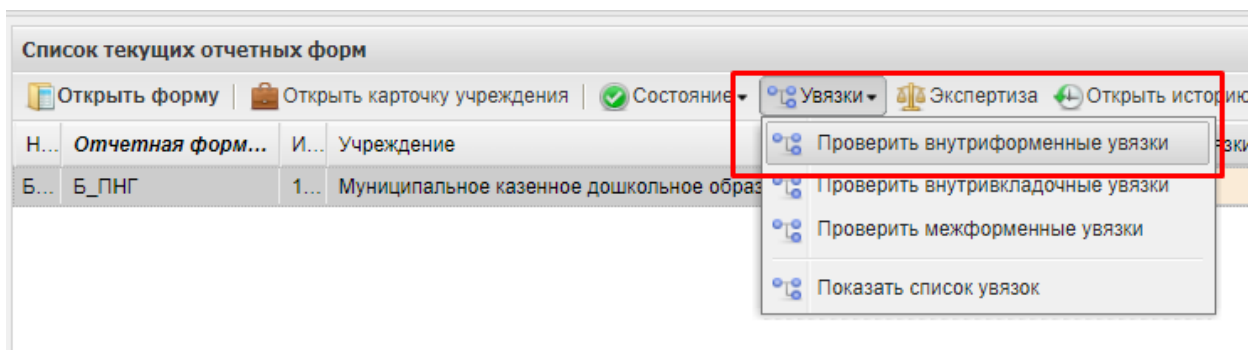 Список текущих отчетных форм
Открыть форму Открыть карточку учреждения Состояние Увязки Экспертиза Открыть историю
Н... Отчетная форм... И... Учреждение
Проверить внутриформенные увязки
Б... Б_ПНГ 1... Муниципальное казенное дошкольное образ
Проверить внутривкладочные увязки
Проверить межформенные увязки
Показать список увязок